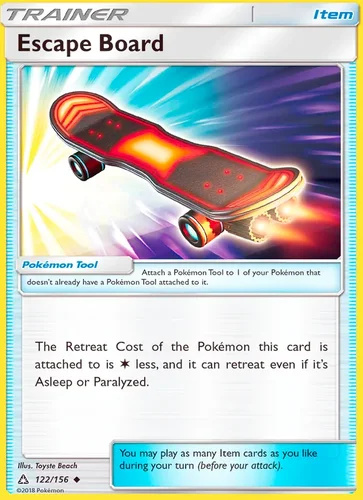 TRAINER Item
Escape Board
Pokémon Tool
Attach a Pokémon Tool to 1 of your Pokémon that
doesn't already have a Pokémon Tool attached to it.
The Retreat Cost of the Pokémon this card is
attached to is less, and it can retreat even if it's
Asleep or Paralyzed.
Illus. Toyste Beach
122/156
©2018 Pokémon
You may play as many Item cards as you like
during your turn (before your attack).